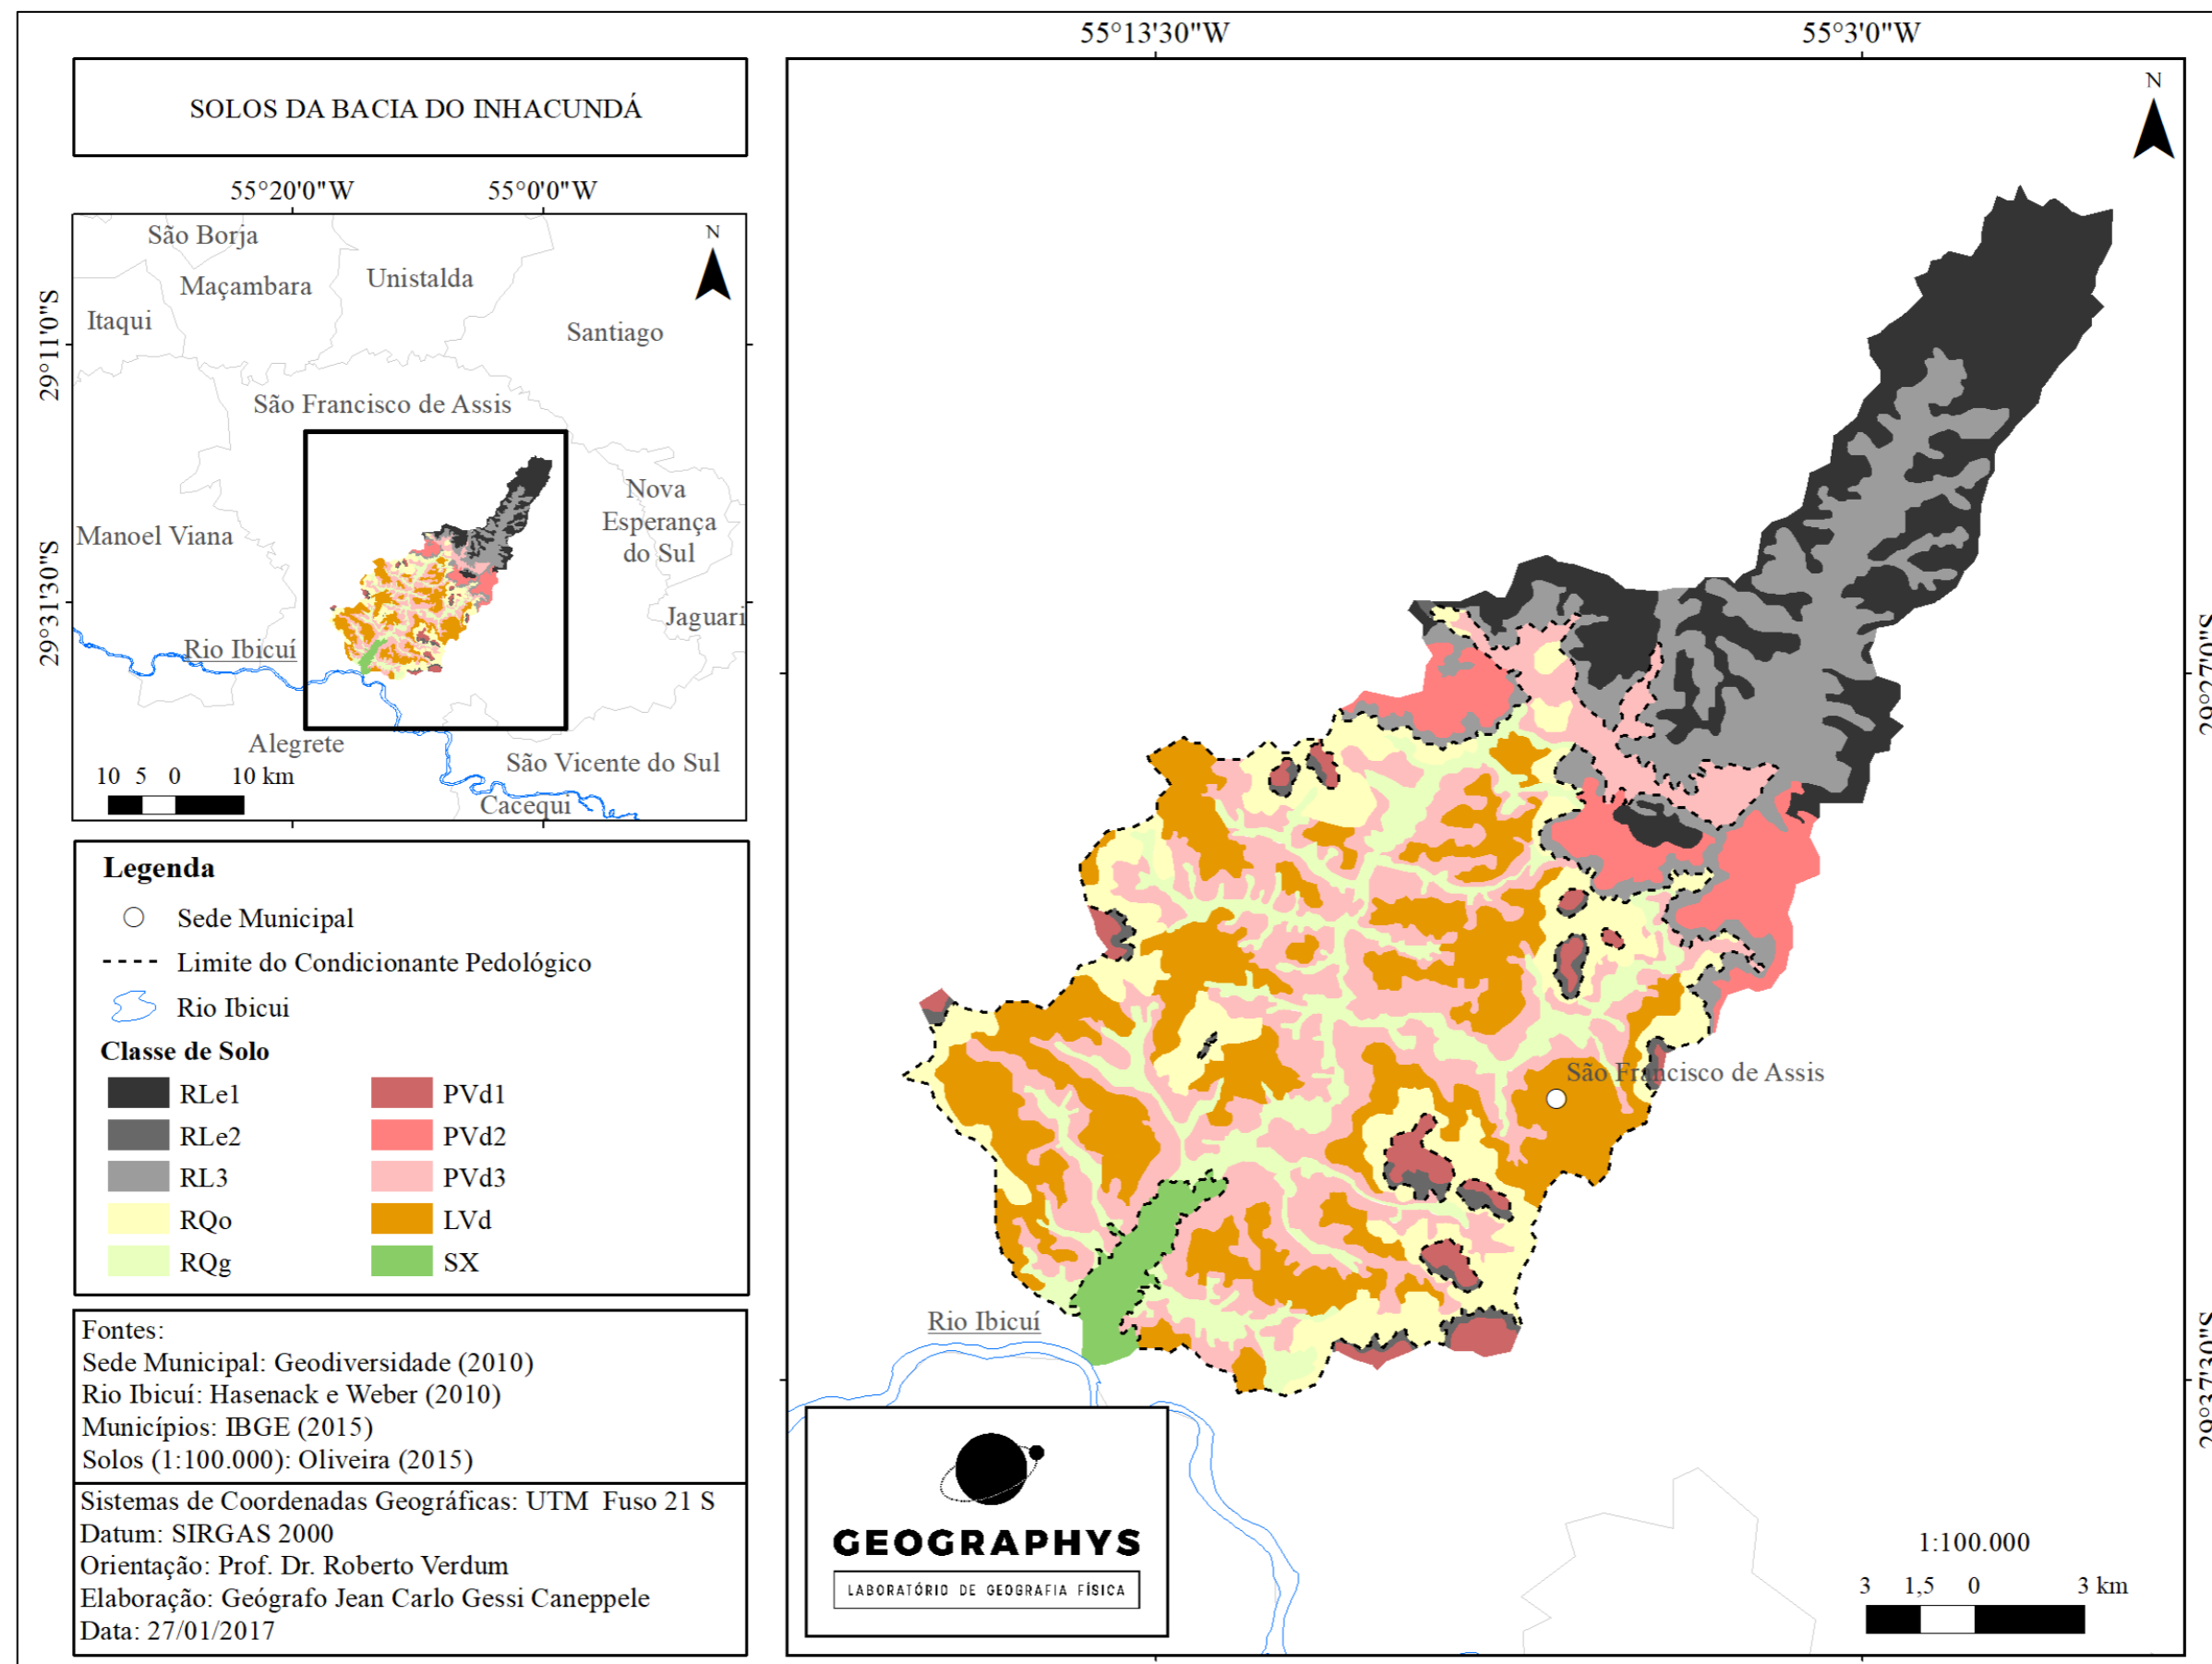 SOLOS DA BACIA DO INHACUNDÁ
55°20'0"W
55°0'0"W
29°11'0"S
29°31'30"S
N
São Borja
Maçambara
Unistalda
Itaqui
Santiago
São Francisco de Assis
Nova
Esperança
do Sul
Manoel Viana
Jaguari
Rio Ibicuí
Alegrete
São Vicente do Sul
Cacequi
10 5 0 10 km
Legenda
Sede Municipal
Limite do Condicionante Pedológico
Rio Ibicui
Classe de Solo
RLe1
RLe2
RL3
RQo
RQg
PVd1
PVd2
PVd3
LVd
SX
Fontes:
Sede Municipal: Geodiversidade (2010)
Rio Ibicuí: Hasenack e Weber (2010)
Municípios: IBGE (2015)
Solos (1:100.000): Oliveira (2015)
Sistemas de Coordenadas Geográficas: UTM Fuso 21 S
Datum: SIRGAS 2000
Orientação: Prof. Dr. Roberto Verdum
Elaboração: Geógrafo Jean Carlo Gessi Caneppele
Data: 27/01/2017
55°13'30"W
55°3'0"W
N
29°27'0"S
29°37'30"S
São Francisco de Assis
Rio Ibicuí
GEOGRAPHYS
LABORATÓRIO DE GEOGRAFIA FÍSICA
1:100.000
3 1,5 0 3 km